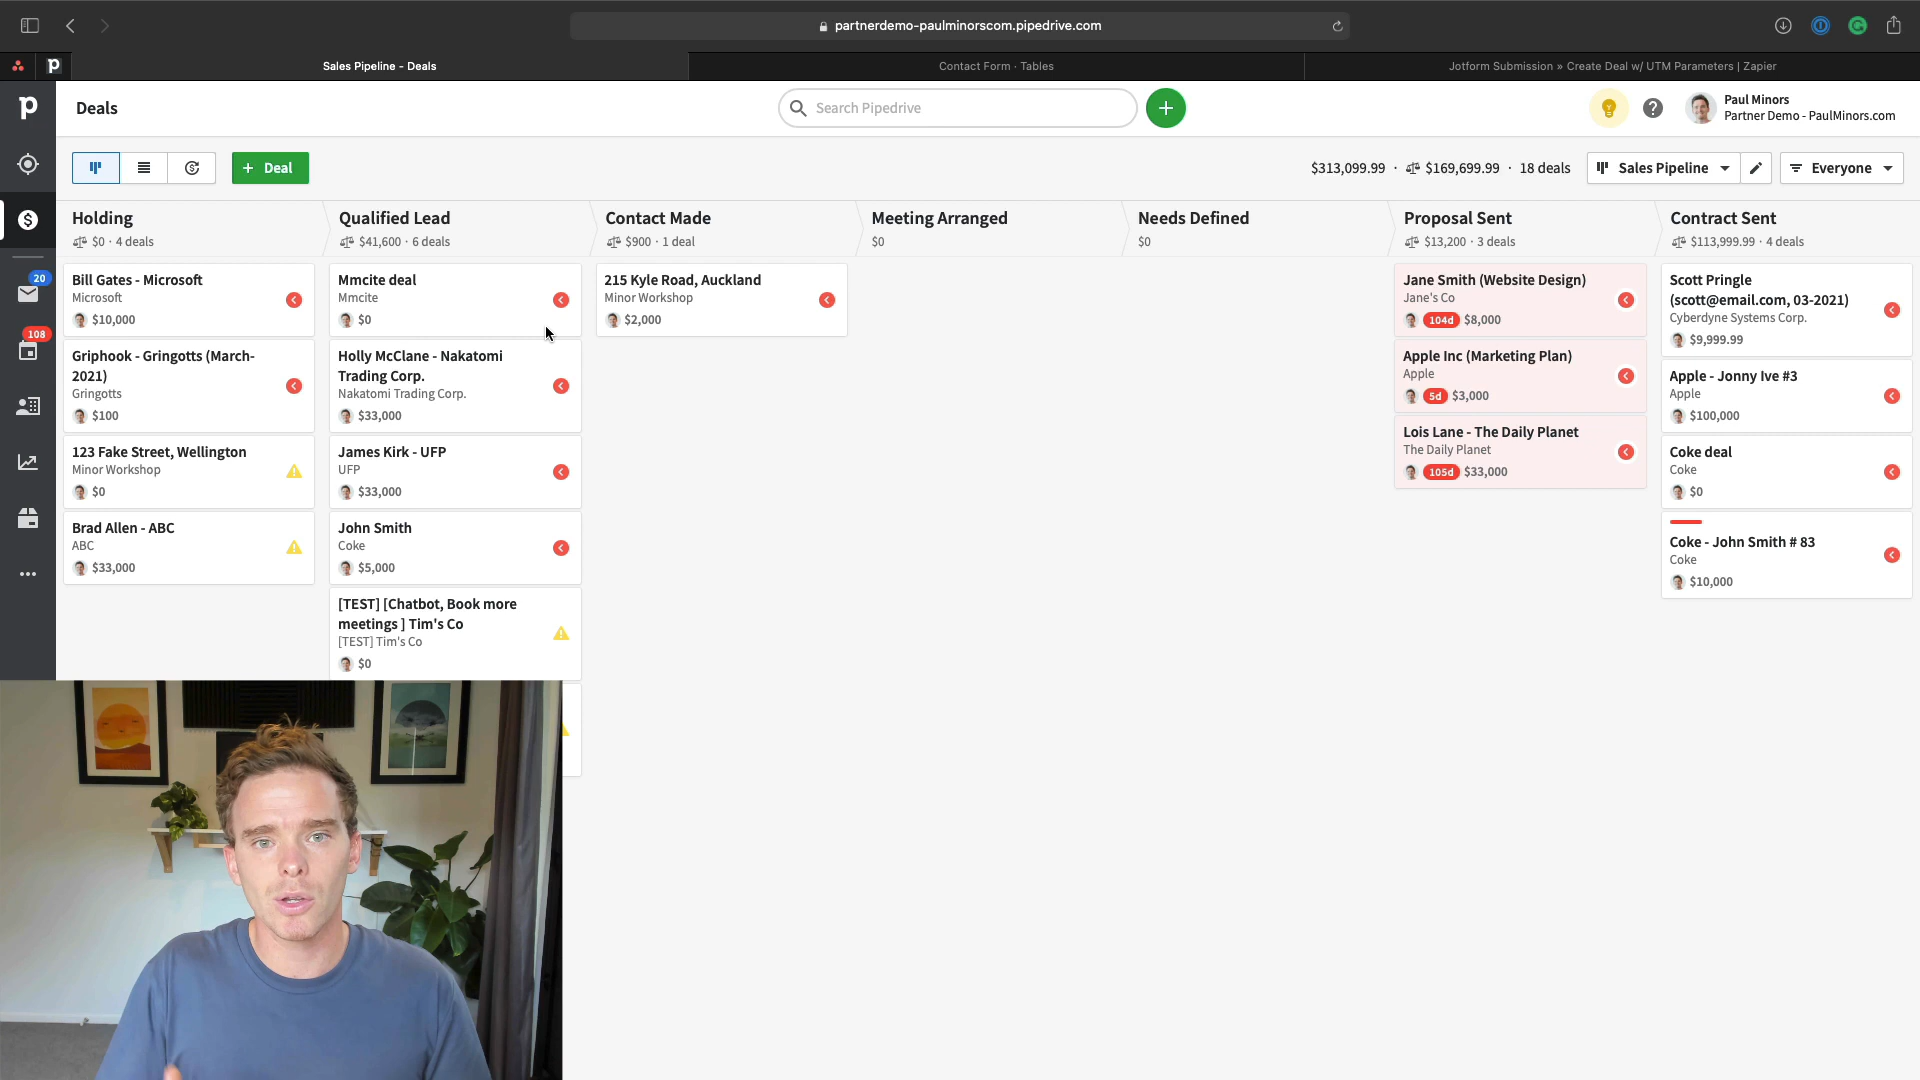 partnerdemo-paulminorscom.pipedrive.com
Sales Pipeline - Deals
Contact Form · Tables
Jotform Submission » Create Deal w/ UTM Parameters | Zapier
Deals
Search Pipedrive
Paul Minors
Partner Demo - PaulMinors.com
+ Deal
$313,099.99 · $169,699.99 · 18 deals
Sales Pipeline
Everyone
Holding
$0 · 4 deals
Qualified Lead
$41,600 · 6 deals
Contact Made
$900 · 1 deal
Meeting Arranged
$0
Needs Defined
$0
Proposal Sent
$13,200 · 3 deals
Contract Sent
$113,999.99 · 4 deals
20
108
Bill Gates - Microsoft
Microsoft
$10,000
Griphook - Gringotts (March-
2021)
Gringotts
$100
123 Fake Street, Wellington
Minor Workshop
$0
Brad Allen - ABC
ABC
$33,000
Mmcite deal
Mmcite
$0
Holly McClane - Nakatomi
Trading Corp.
Nakatomi Trading Corp.
$33,000
James Kirk - UFP
UFP
$33,000
John Smith
Coke
$5,000
[TEST] [Chatbot, Book more
meetings ] Tim's Co
[TEST] Tim's Co
$0
215 Kyle Road, Auckland
Minor Workshop
$2,000
Jane Smith (Website Design)
Jane's Co
104d $8,000
Apple Inc (Marketing Plan)
Apple
5d $3,000
Lois Lane - The Daily Planet
The Daily Planet
105d $33,000
Scott Pringle
(scott@email.com, 03-2021)
Cyberdyne Systems Corp.
$9,999.99
Apple - Jonny Ive #3
Apple
$100,000
Coke deal
Coke
$0
Coke - John Smith # 83
Coke
$10,000